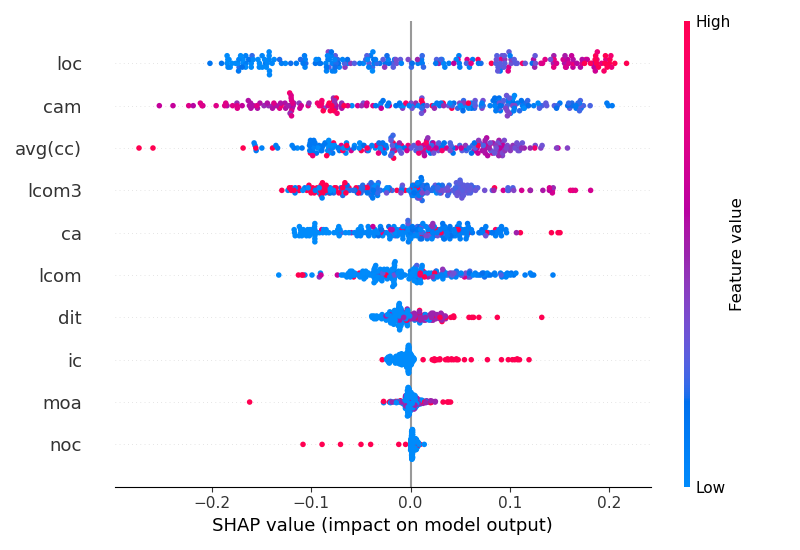 High
loc
cam
avg(cc)
lcom3
ca
lcom
dit
ic
moa
noc
Feature value
Low
−0.2 −0.1 0.0 0.1 0.2
SHAP value (impact on model output)